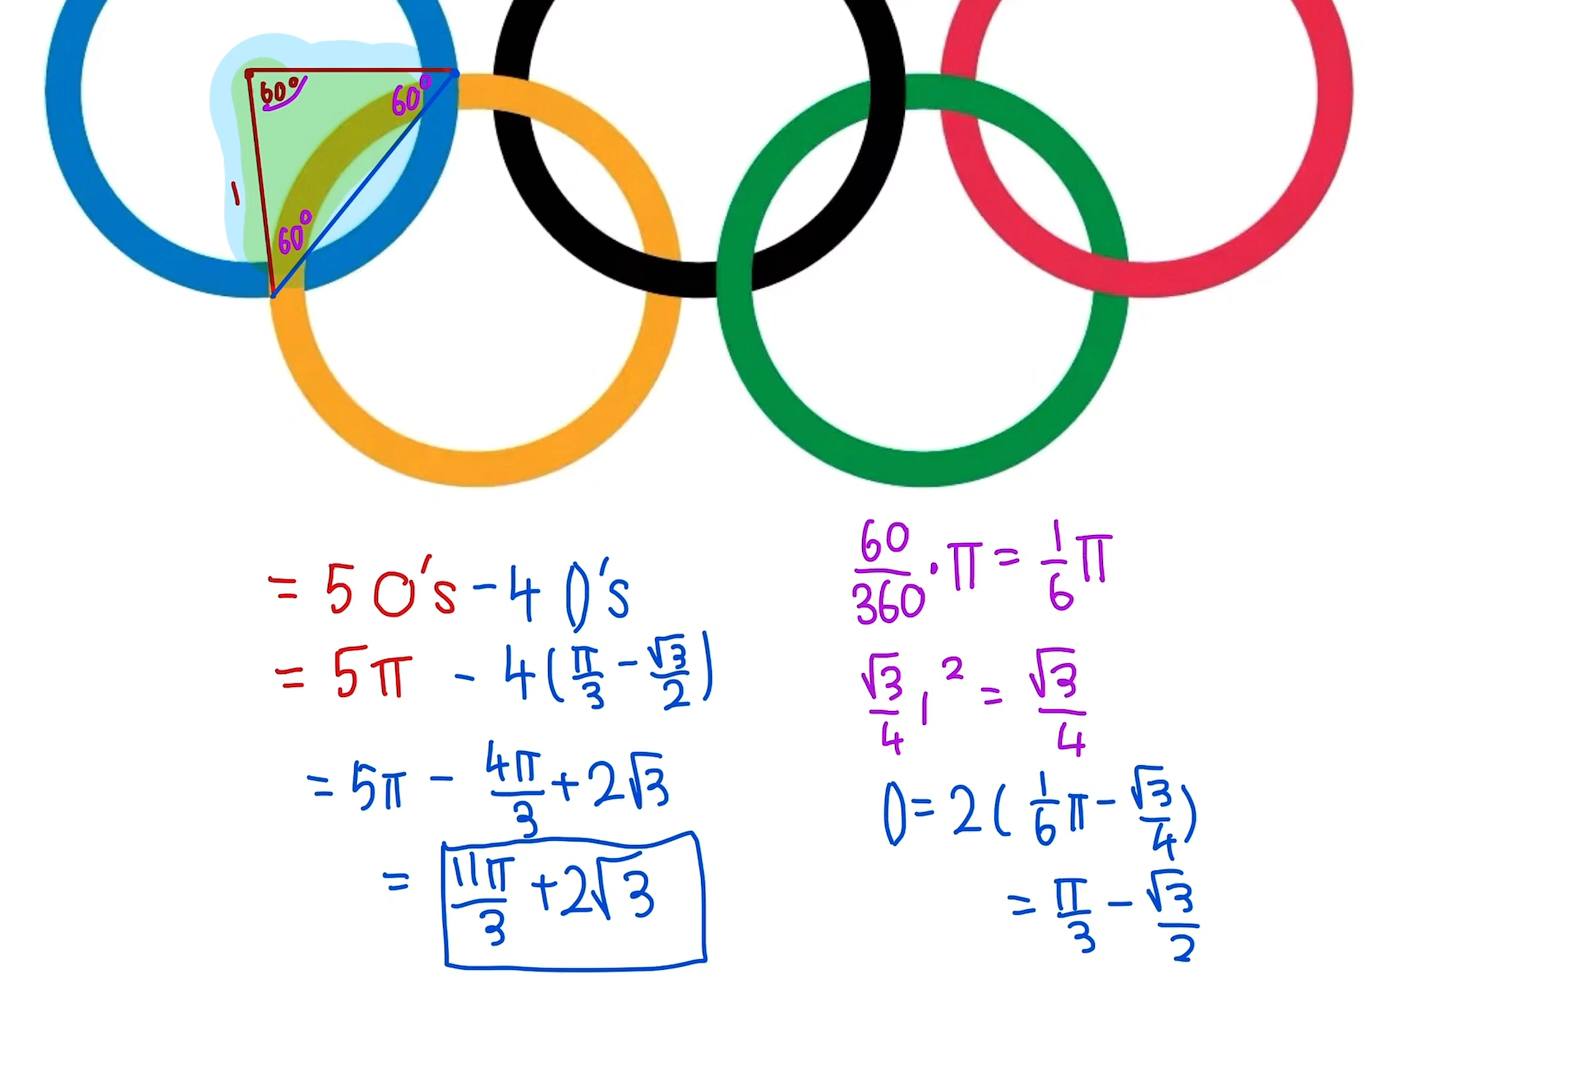 60°
60°
1
60°
= 5 O's - 4 ()'s
= 5π - 4(π/3 - √3/2)
= 5π - 4π/3 + 2√3
= 11π/3 + 2√3
60/360 · π = 1/6 π
√3/4 1² = √3/4
() = 2(1/6 π - √3/4)
= π/3 - √3/2